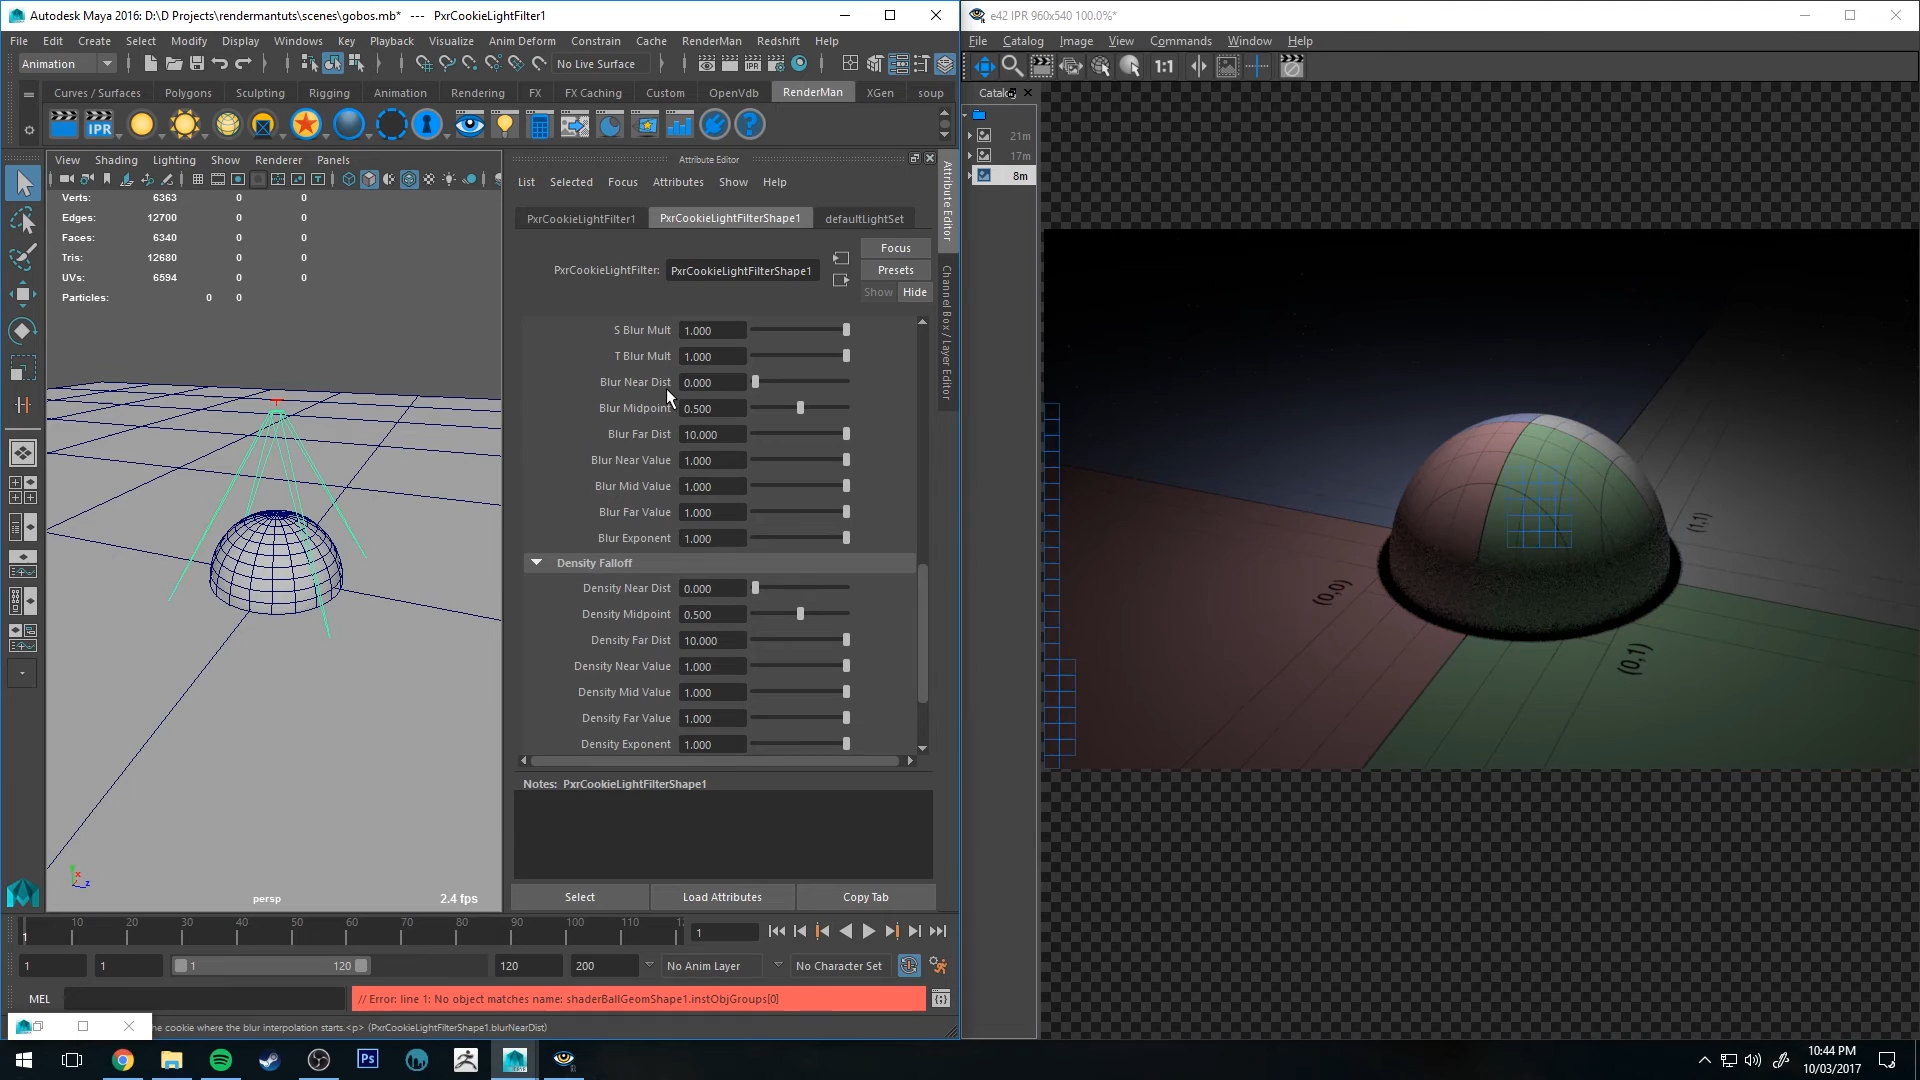 Autodesk Maya 2016: D:\D Projects\rendermantuts\scenes\gobos.mb* --- PxrCookieLightFilter1
File Edit Create Select Modify Display Windows Key Playback Visualize Anim Deform Constrain Cache RenderMan Redshift Help
Animation
No Live Surface
Curves / Surfaces Polygons Sculpting Rigging Animation Rendering FX FX Caching Custom OpenVdb RenderMan XGen soup
IPR
View Shading Lighting Show Renderer Panels
Verts: 6363 0 0
Edges: 12700 0 0
Faces: 6340 0 0
Tris: 12680 0 0
UVs: 6594 0 0
Particles: 0 0
persp
2.4 fps
Attribute Editor
List Selected Focus Attributes Show Help
PxrCookieLightFilter1 PxrCookieLightFilterShape1 defaultLightSet
PxrCookieLightFilter: PxrCookieLightFilterShape1
Focus
Presets
Show Hide
S Blur Mult 1.000
T Blur Mult 1.000
Blur Near Dist 0.000
Blur Midpoint 0.500
Blur Far Dist 10.000
Blur Near Value 1.000
Blur Mid Value 1.000
Blur Far Value 1.000
Blur Exponent 1.000
Density Falloff
Density Near Dist 0.000
Density Midpoint 0.500
Density Far Dist 10.000
Density Near Value 1.000
Density Mid Value 1.000
Density Far Value 1.000
Density Exponent 1.000
Notes: PxrCookieLightFilterShape1
Select Load Attributes Copy Tab
Attribute Editor
Channel Box / Layer Editor
1 10 20 30 40 50 60 70 80 90 100 110 12
1
1 1 1 120 120 200 No Anim Layer No Character Set
MEL
// Error: line 1: No object matches name: shaderBallGeomShape1.instObjGroups[0]
he cookie where the blur interpolation starts.<p> (PxrCookieLightFilterShape1.blurNearDist)
e42 IPR 960x540 100.0%*
File Catalog Image View Commands Window Help
1:1
Catalo
21m
17m
8m
(0,0)
(0,1)
(1,1)
Ps
10:44 PM
10/03/2017